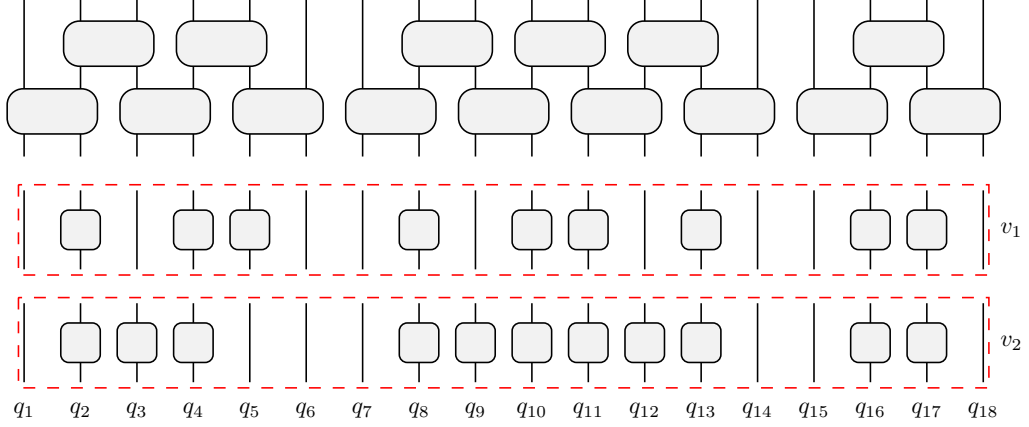 v₁
v₂
q₁ q₂ q₃ q₄ q₅ q₆ q₇ q₈ q₉ q₁₀ q₁₁ q₁₂ q₁₃ q₁₄ q₁₅ q₁₆ q₁₇ q₁₈